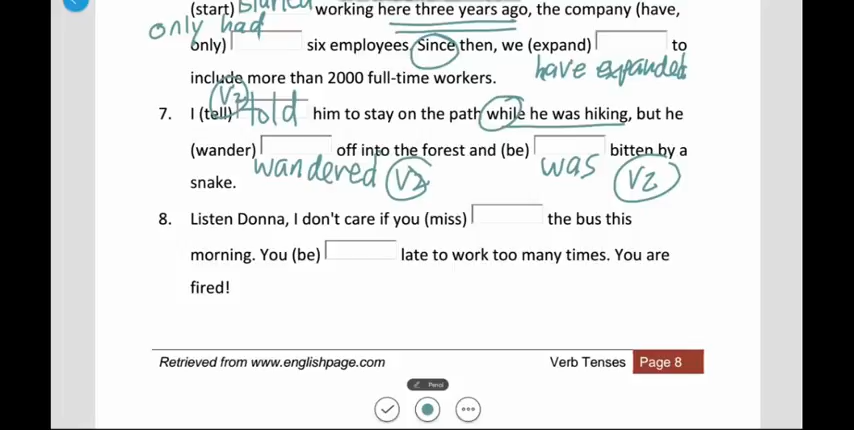 (start) started working here three years ago, the company (have,
only had
only) six employees. Since then, we (expand) to
have expanded
include more than 2000 full-time workers.
V2
7. I (tell) told him to stay on the path while he was hiking, but he
(wander) off into the forest and (be) bitten by a
wandered V2 was V2
snake.
8. Listen Donna, I don't care if you (miss) the bus this
morning. You (be) late to work too many times. You are
fired!
Retrieved from www.englishpage.com Verb Tenses Page 8
Pencil